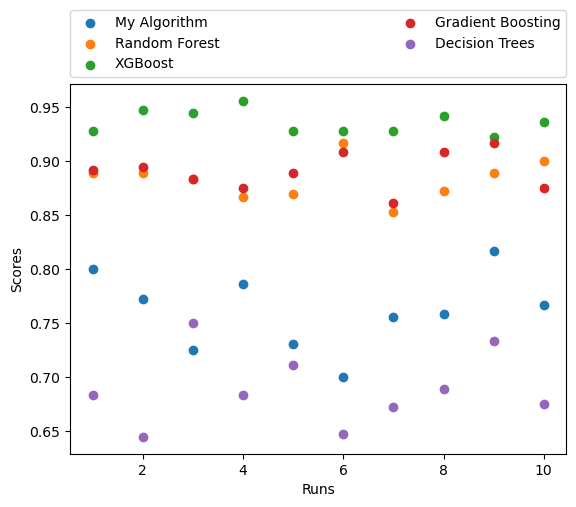 My Algorithm
Random Forest
XGBoost
Gradient Boosting
Decision Trees
0.95
0.90
0.85
0.80
0.75
0.70
0.65
Scores
2 4 6 8 10
Runs